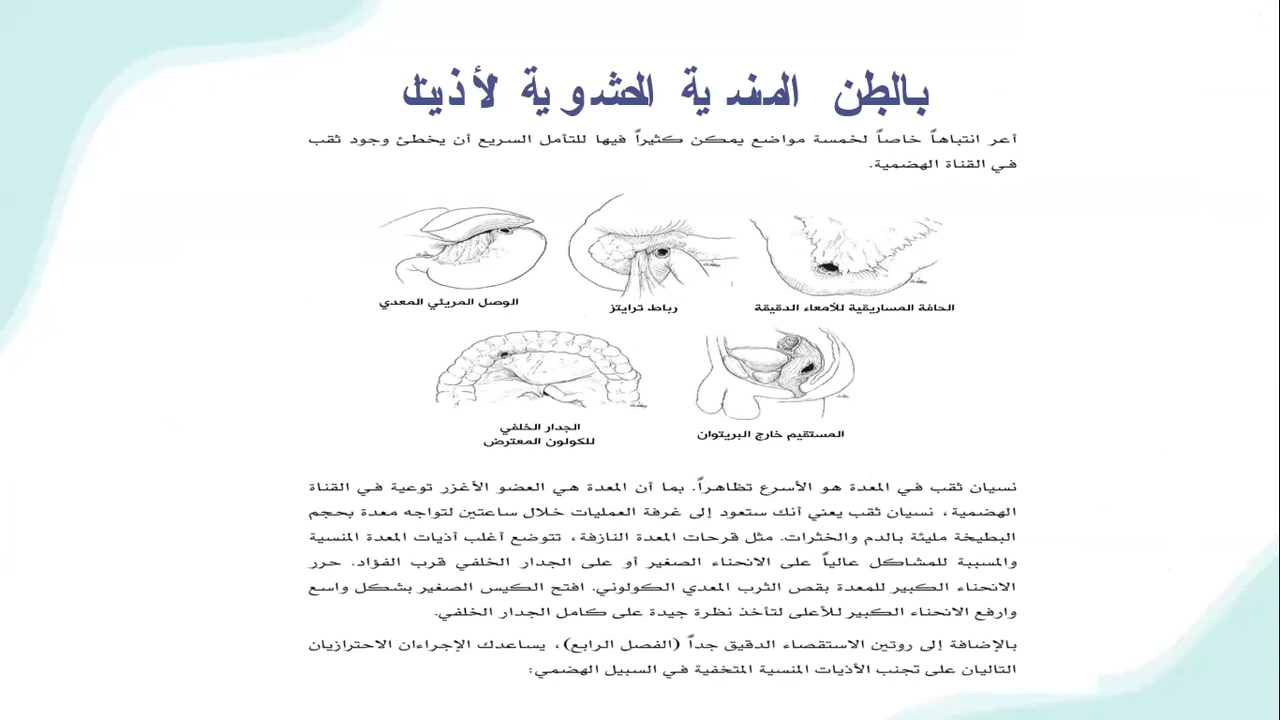 الأذيات الحشوية المنسية بالبطن
أعر انتباهاً خاصاً لخمسة مواضع يمكن كثيراً فيها للتأمل السريع أن يخطئ وجود ثقب
في القناة الهضمية.
الحافة المساريقية للأمعاء الدقيقة
رباط ترايتز
الوصل المريئي المعدي
المستقيم خارج البريتوان
الجدار الخلفي
للكولون المعترض
نسيان ثقب في المعدة هو الأسرع تظاهراً. بما أن المعدة هي العضو الأغزر توعية في القناة
الهضمية، نسيان ثقب يعني أنك ستعود إلى غرفة العمليات خلال ساعتين لتواجه معدة بحجم
البطيخة مليئة بالدم والخثرات. مثل قرحات المعدة النازفة، تتوضع أغلب أذيات المعدة المنسية
والمسببة للمشاكل عالياً على الانحناء الصغير أو على الجدار الخلفي قرب الفؤاد. حرر
الانحناء الكبير للمعدة بقص الثرب المعدي الكولوني. افتح الكيس الصغير بشكل واسع
وارفع الانحناء الكبير للأعلى لتأخذ نظرة جيدة على كامل الجدار الخلفي.
بالإضافة إلى روتين الاستقصاء الدقيق جداً (الفصل الرابع)، يساعدك الإجراءان الاحترازيان
التاليان على تجنب الأذيات المنسية المتخفية في السبيل الهضمي: